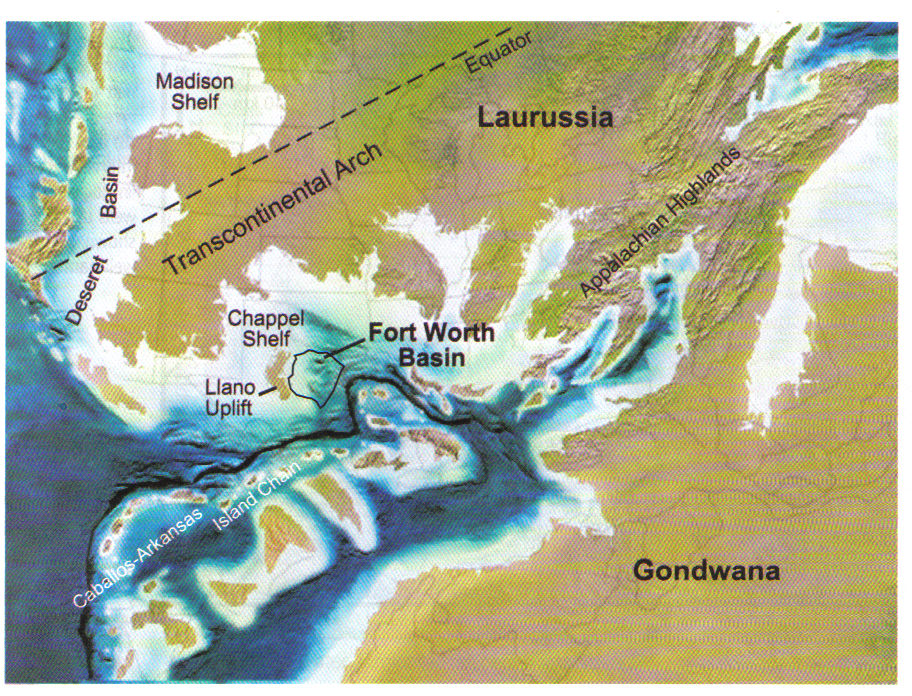 Madison
Shelf
Equator
Laurussia
Basin
Transcontinental Arch
Appalachian Highlands
Deseret
Chappel
Shelf
Fort Worth
Basin
Llano
Uplift
Caballos-Arkansas
Island Chain
Gondwana